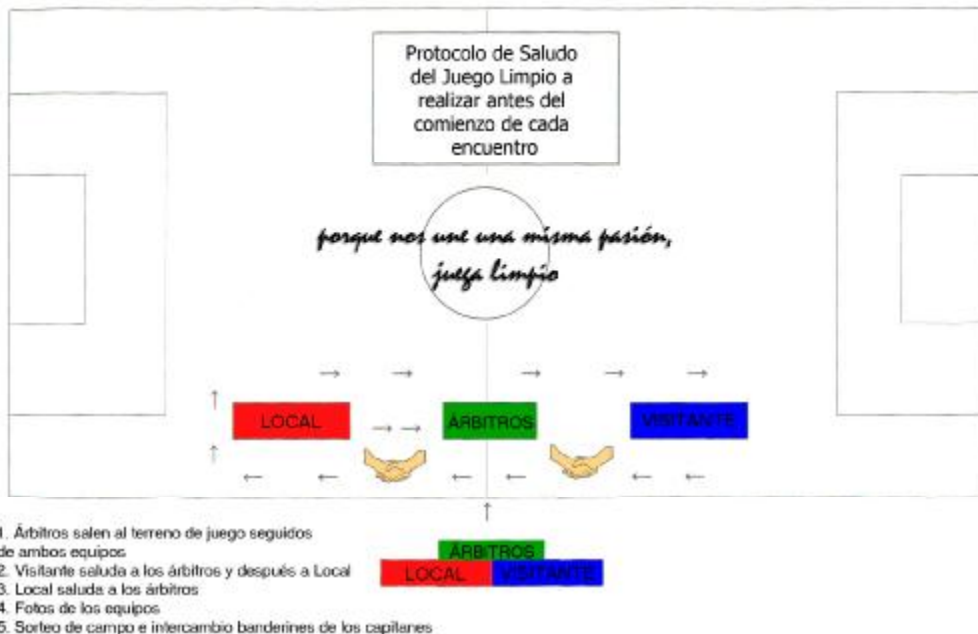 Protocolo de Saludo
del Juego Limpio a
realizar antes del
comienzo de cada
encuentro
porque nos une una misma pasión,
juega limpio
LOCAL
ÁRBITROS
VISITANTE
ÁRBITROS
LOCAL
VISITANTE
1. Árbitros salen al terreno de juego seguidos
de ambos equipos
2. Visitante saluda a los árbitros y después a Local
3. Local saluda a los árbitros
4. Fotos de los equipos
5. Sorteo de campo e intercambio banderines de los capitanes